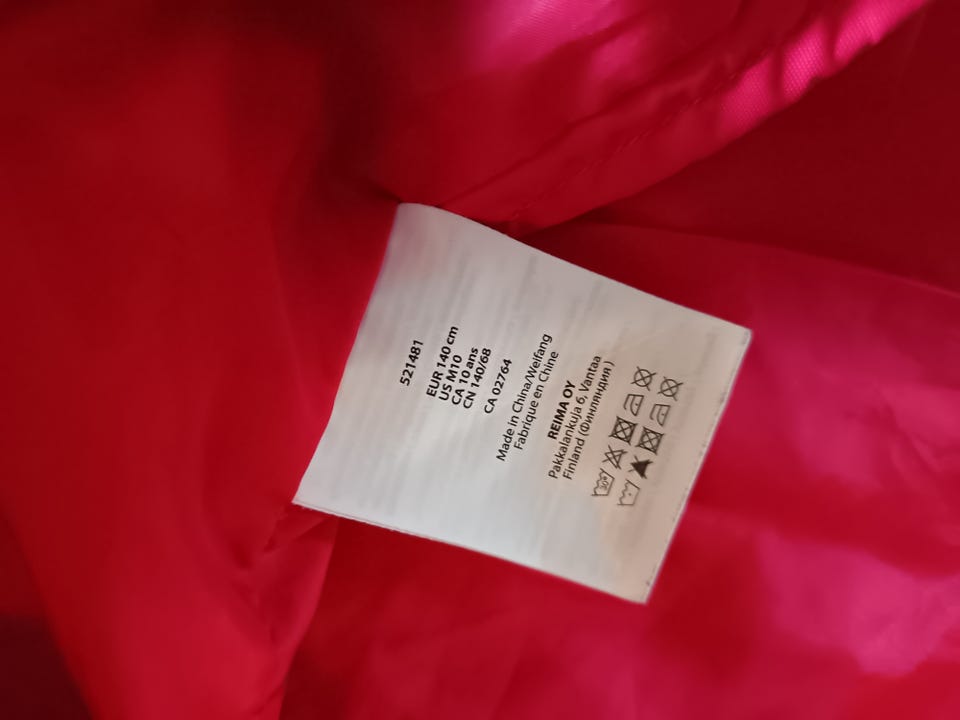 521481
EUR 140 cm
US M10
CA 10 ans
CN 140/68
CA 02764
Made in China/Weifang
Fabrique en Chine
REIMA OY
Pakkalankuja 6, Vantaa
Finland (Финляндия )
30°